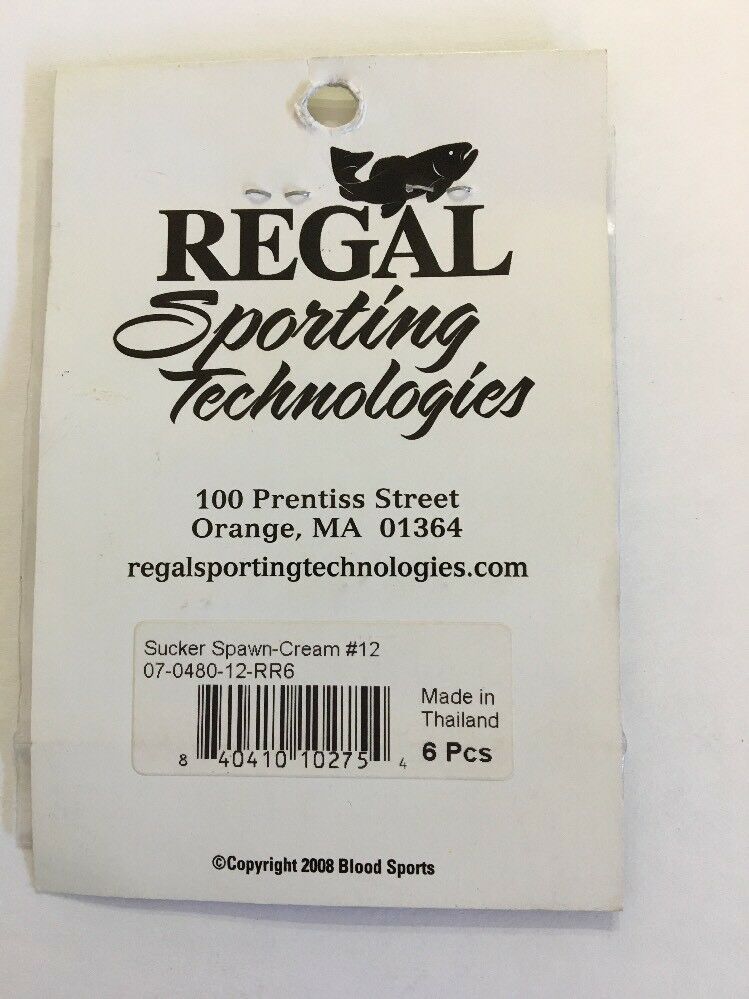 REGAL
Sporting
Technologies
100 Prentiss Street
Orange, MA 01364
regalsportingtechnologies.com
Sucker Spawn-Cream #12
07-0480-12-RR6
Made in
Thailand
8 40410 10275 4
6 Pcs
©Copyright 2008 Blood Sports